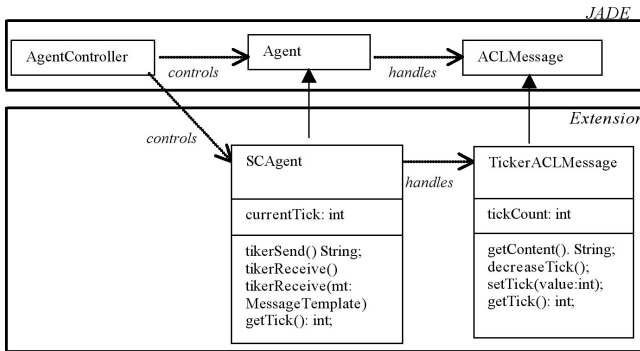 JADE
AgentController
controls
Agent
handles
ACLMessage
Extension
controls
SCAgent
handles
TickerACLMessage
currentTick: int
tickCount: int
tikerSend() String;
tikerReceive()
tikerReceive(mt:
MessageTemplate)
getTick(): int;
getContent(). String;
decreaseTick();
setTick(value:int);
getTick(): int;